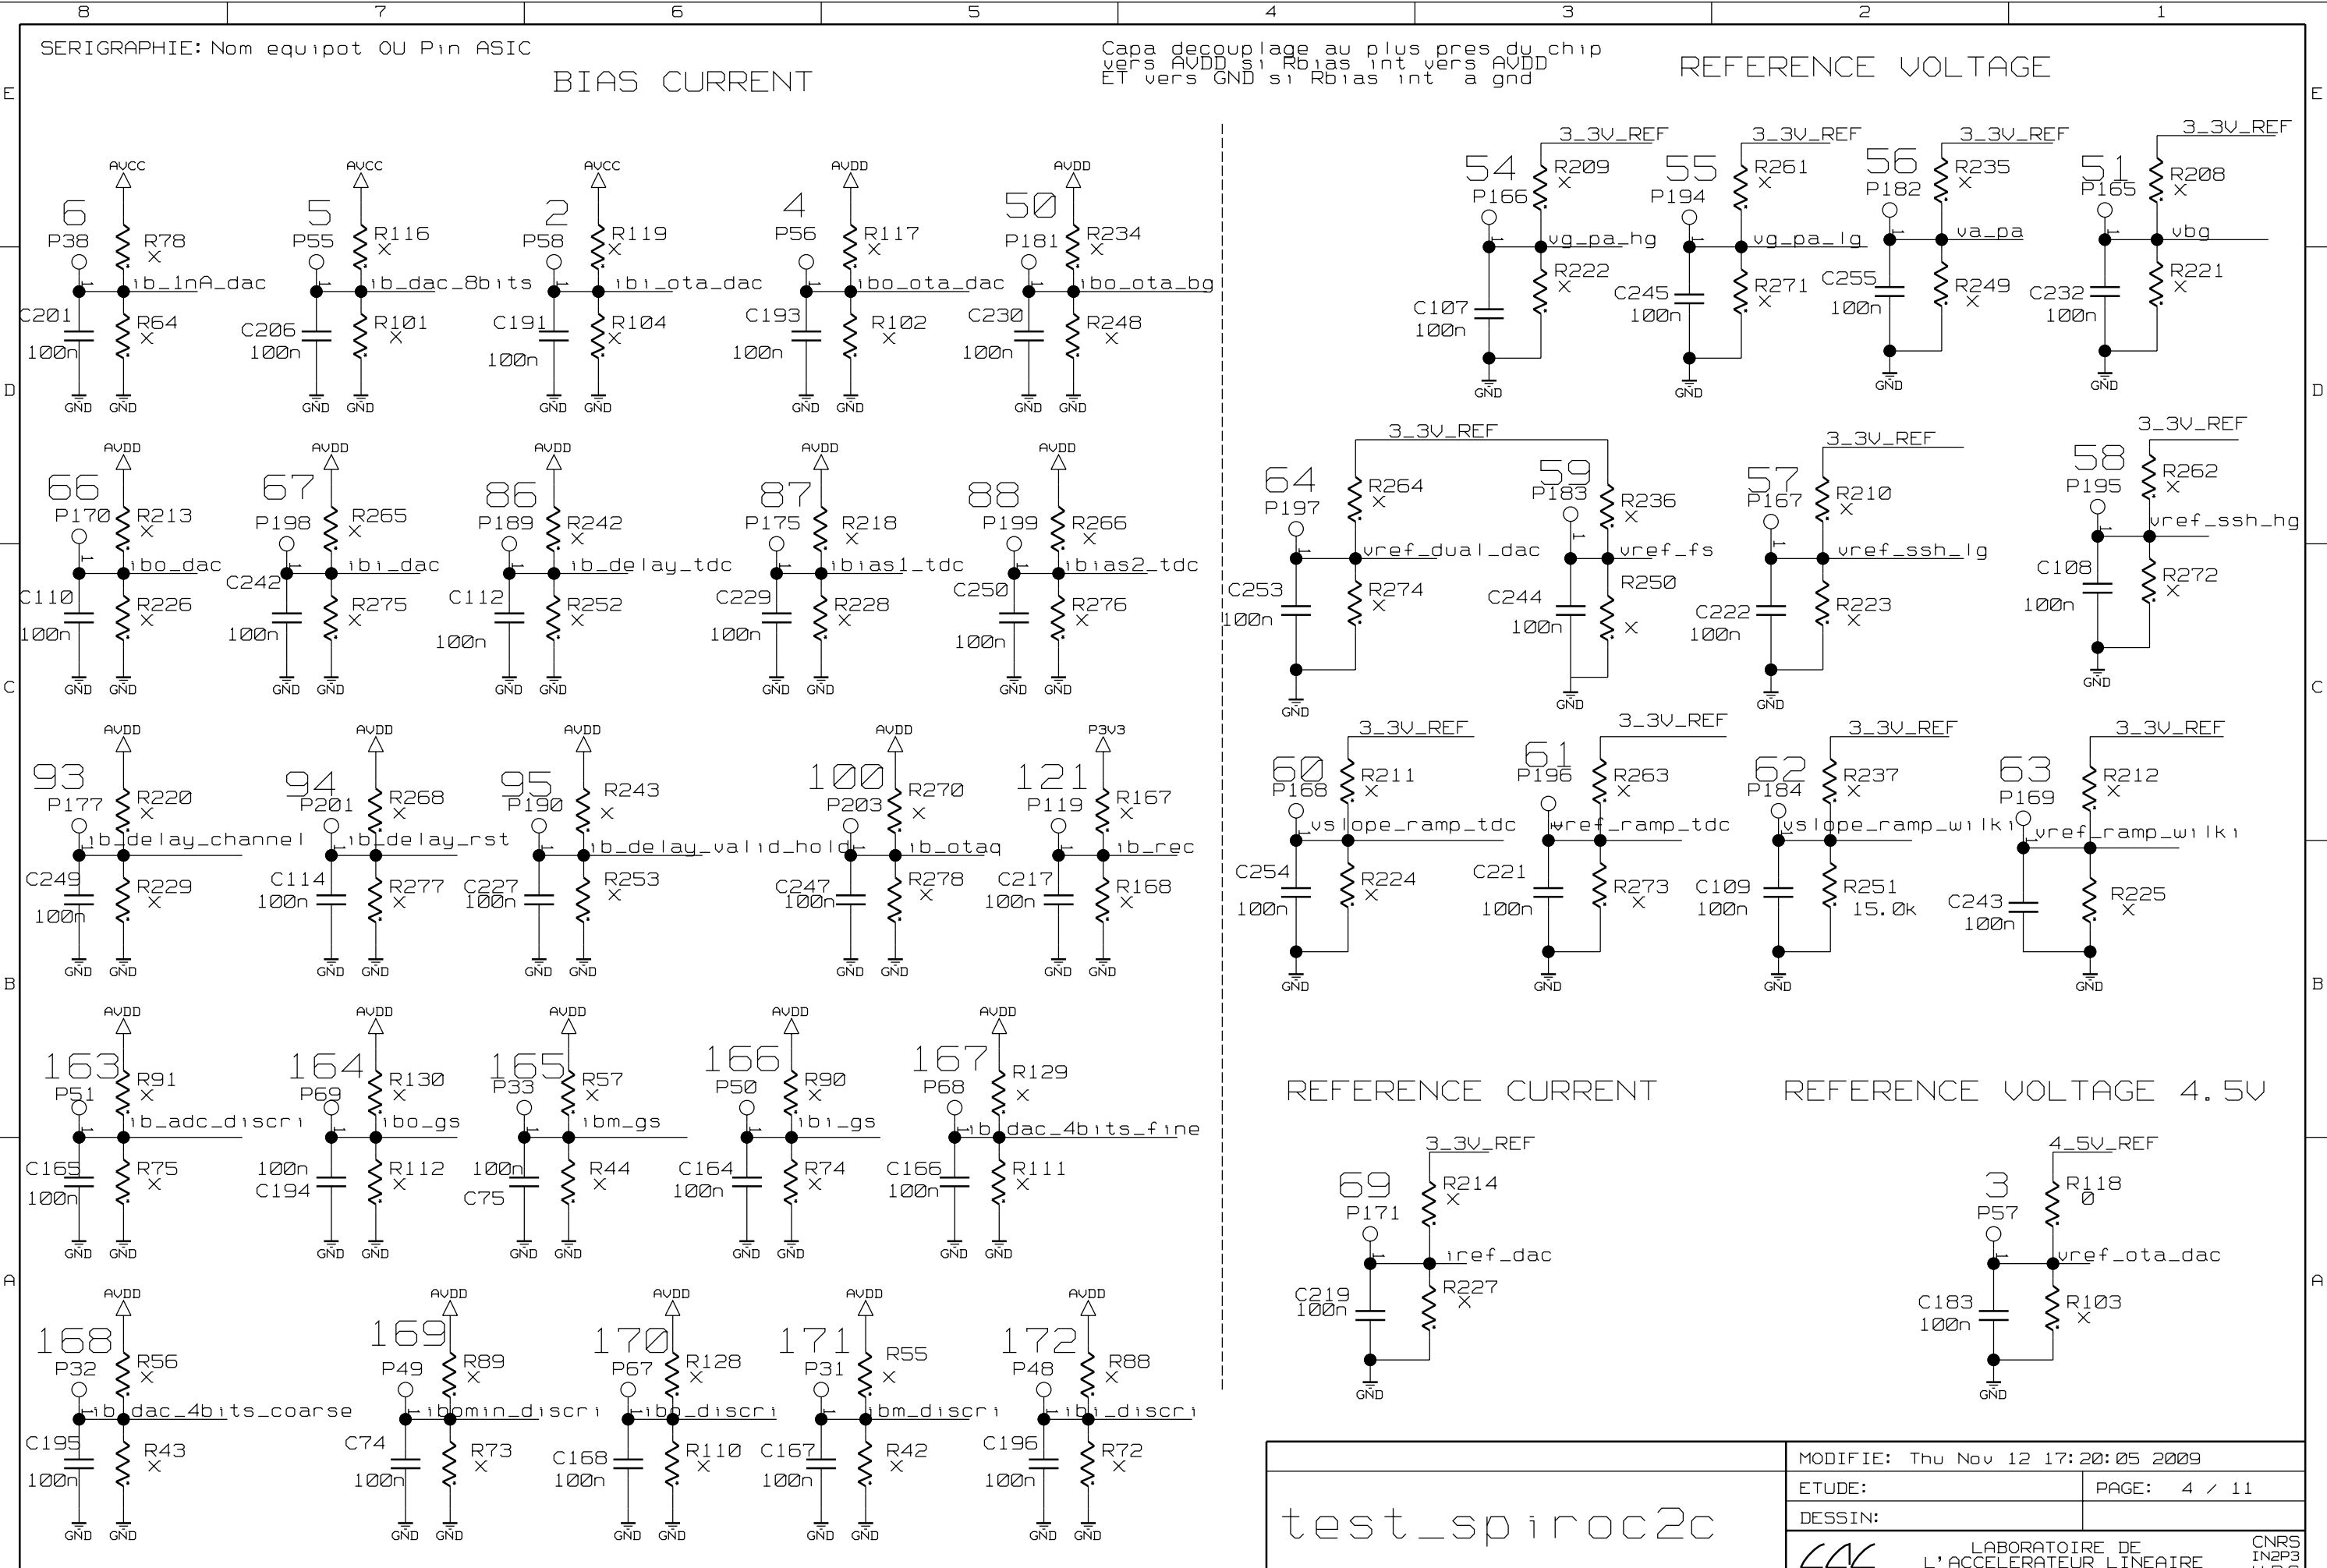 8 7 6 5 4 3 2 1
SERIGRAPHIE: Nom equipot OU Pin ASIC
BIAS CURRENT
Capa decouplage au plus pres du chip
vers AVDD si Rbias int vers AVDD
ET vers GND si Rbias int a gnd
REFERENCE VOLTAGE
E E
AVCC 6 P38 R78 X ib_1nA_dac C201 100n R64 X GND GND
AVCC 5 P55 R116 X ib_dac_8bits C206 100n R101 X GND GND
AVCC 2 P58 R119 X ibi_ota_dac C191 100n R104 X GND GND
AVDD 4 P56 R117 X ibo_ota_dac C193 100n R102 X GND GND
AVDD 50 P181 R234 X ibo_ota_bg C230 100n R248 X GND GND
3_3V_REF 54 P166 R209 X vg_pa_hg R222 X C107 100n GND
3_3V_REF 55 P194 R261 X vg_pa_lg R271 X C245 100n GND
3_3V_REF 56 P182 R235 X va_pa C255 100n R249 X GND
3_3V_REF 51 P165 R208 X vbg C232 100n R221 X GND
D D
AVDD 66 P170 R213 X ibo_dac C110 100n R226 X GND GND
AVDD 67 P198 R265 X ibi_dac C242 100n R275 X GND GND
AVDD 86 P189 R242 X ib_delay_tdc C112 100n R252 X GND GND
AVDD 87 P175 R218 X ibias1_tdc C229 100n R228 X GND GND
AVDD 88 P199 R266 X ibias2_tdc C250 100n R276 X GND GND
3_3V_REF 64 P197 R264 X vref_dual_dac C253 100n R274 X GND
59 P183 R236 X vref_fs C244 100n R250 X GND
3_3V_REF 57 P167 R210 X vref_ssh_lg C222 100n R223 X GND
3_3V_REF 58 P195 R262 X vref_ssh_hg C108 100n R272 X GND
C C
AVDD 93 P177 R220 X ib_delay_channel C249 100n R229 X GND GND
AVDD 94 P201 R268 X ib_delay_rst C114 100n R277 X GND GND
AVDD 95 P190 R243 X ib_delay_valid_hold C227 100n R253 X GND GND
AVDD 100 P203 R270 X ib_otaq C247 100n R278 X GND GND
P3V3 121 P119 R167 X ib_rec C217 100n R168 X GND GND
3_3V_REF 60 P168 R211 X vslope_ramp_tdc C254 100n R224 X GND
3_3V_REF 61 P196 R263 X vref_ramp_tdc C221 100n R273 X GND
3_3V_REF 62 P184 R237 X vslope_ramp_wilki C109 100n R251 15.0k GND
3_3V_REF 63 P169 R212 X vref_ramp_wilki C243 100n R225 X GND
B B
AVDD 163 P51 R91 X ib_adc_discri C165 100n R75 X GND GND
AVDD 164 P69 R130 X ibo_gs 100n C194 R112 X GND GND
AVDD 165 P33 R57 X ibm_gs 100n C75 R44 X GND GND
AVDD 166 P50 R90 X ibi_gs C164 100n R74 X GND GND
AVDD 167 P68 R129 X ib_dac_4bits_fine C166 100n R111 X GND GND
REFERENCE CURRENT
3_3V_REF 69 P171 R214 X iref_dac C219 100n R227 X GND
REFERENCE VOLTAGE 4.5V
4_5V_REF 3 P57 R118 0 vref_ota_dac C183 100n R103 X GND
A A
AVDD 168 P32 R56 X ib_dac_4bits_coarse C195 100n R43 X GND GND
AVDD 169 P49 R89 X ibomin_discri C74 100n R73 X GND GND
AVDD 170 P67 R128 X ibo_discri C168 100n R110 X GND GND
AVDD 171 P31 R55 X ibm_discri C167 100n R42 X GND GND
AVDD 172 P48 R88 X ibi_discri C196 100n R72 X GND GND
test_spiroc2c
MODIFIE: Thu Nov 12 17:20:05 2009
ETUDE: PAGE: 4 / 11
DESSIN:
LABORATOIRE DE
L'ACCELERATEUR LINEAIRE
CNRS
IN2P3